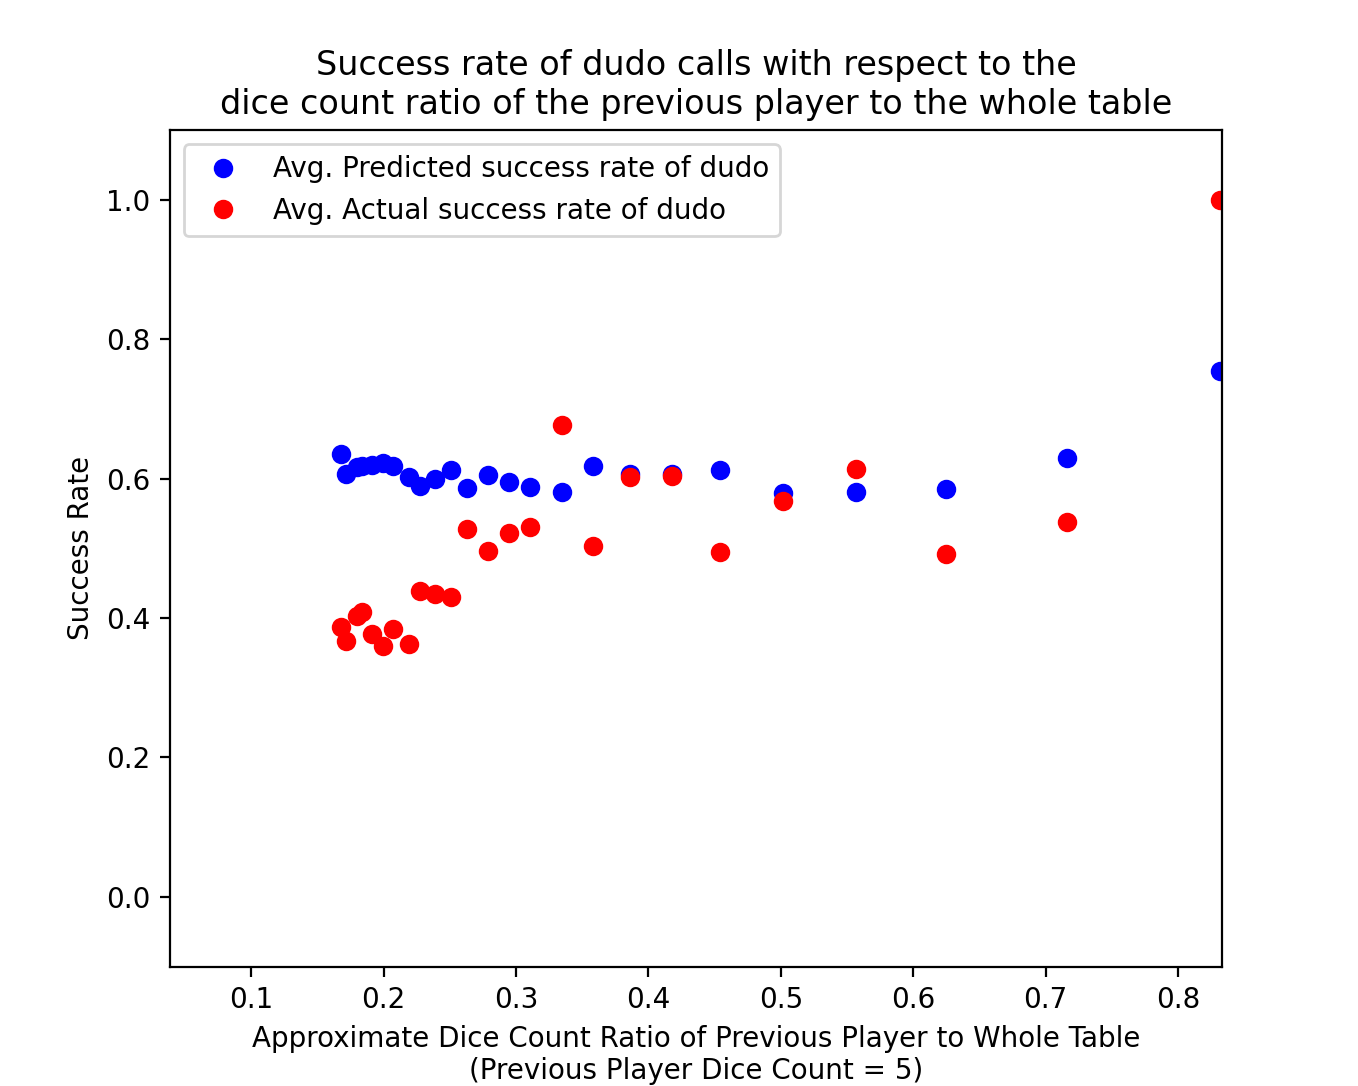 Success rate of dudo calls with respect to the
dice count ratio of the previous player to the whole table
Avg. Predicted success rate of dudo
Avg. Actual success rate of dudo
1.0
0.8
0.6
0.4
0.2
0.0
Success Rate
0.1 0.2 0.3 0.4 0.5 0.6 0.7 0.8
Approximate Dice Count Ratio of Previous Player to Whole Table
(Previous Player Dice Count = 5)